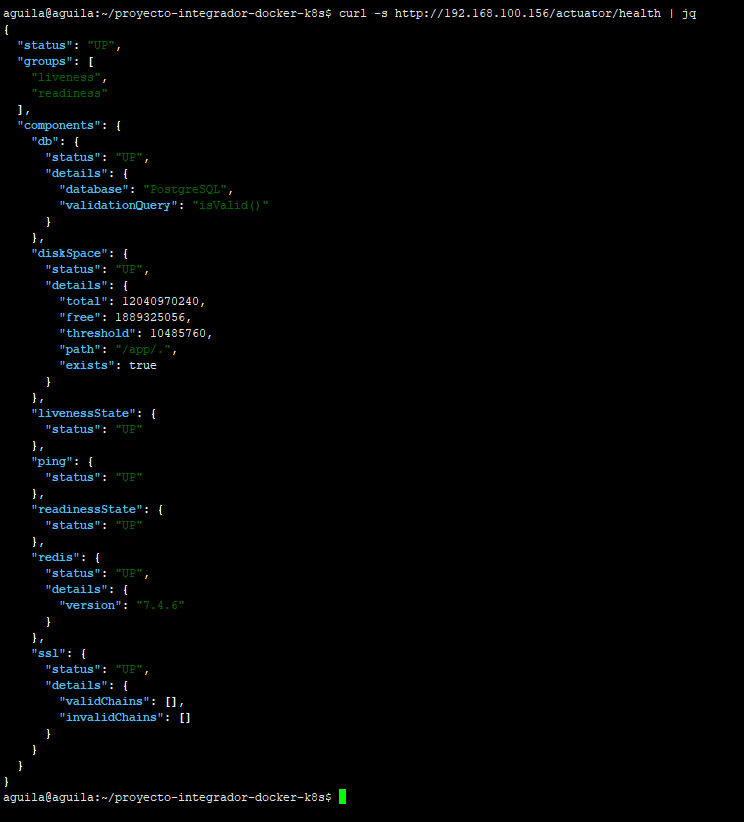 aguila@aguila:~/proyecto-integrador-docker-k8s$ curl -s http://192.168.100.156/actuator/health | jq
{
  "status": "UP",
  "groups": [
    "liveness",
    "readiness"
  ],
  "components": {
    "db": {
      "status": "UP",
      "details": {
        "database": "PostgreSQL",
        "validationQuery": "isValid()"
      }
    },
    "diskSpace": {
      "status": "UP",
      "details": {
        "total": 12040970240,
        "free": 1889325056,
        "threshold": 10485760,
        "path": "/app/.",
        "exists": true
      }
    },
    "livenessState": {
      "status": "UP"
    },
    "ping": {
      "status": "UP"
    },
    "readinessState": {
      "status": "UP"
    },
    "redis": {
      "status": "UP",
      "details": {
        "version": "7.4.6"
      }
    },
    "ssl": {
      "status": "UP",
      "details": {
        "validChains": [],
        "invalidChains": []
      }
    }
  }
}
aguila@aguila:~/proyecto-integrador-docker-k8s$